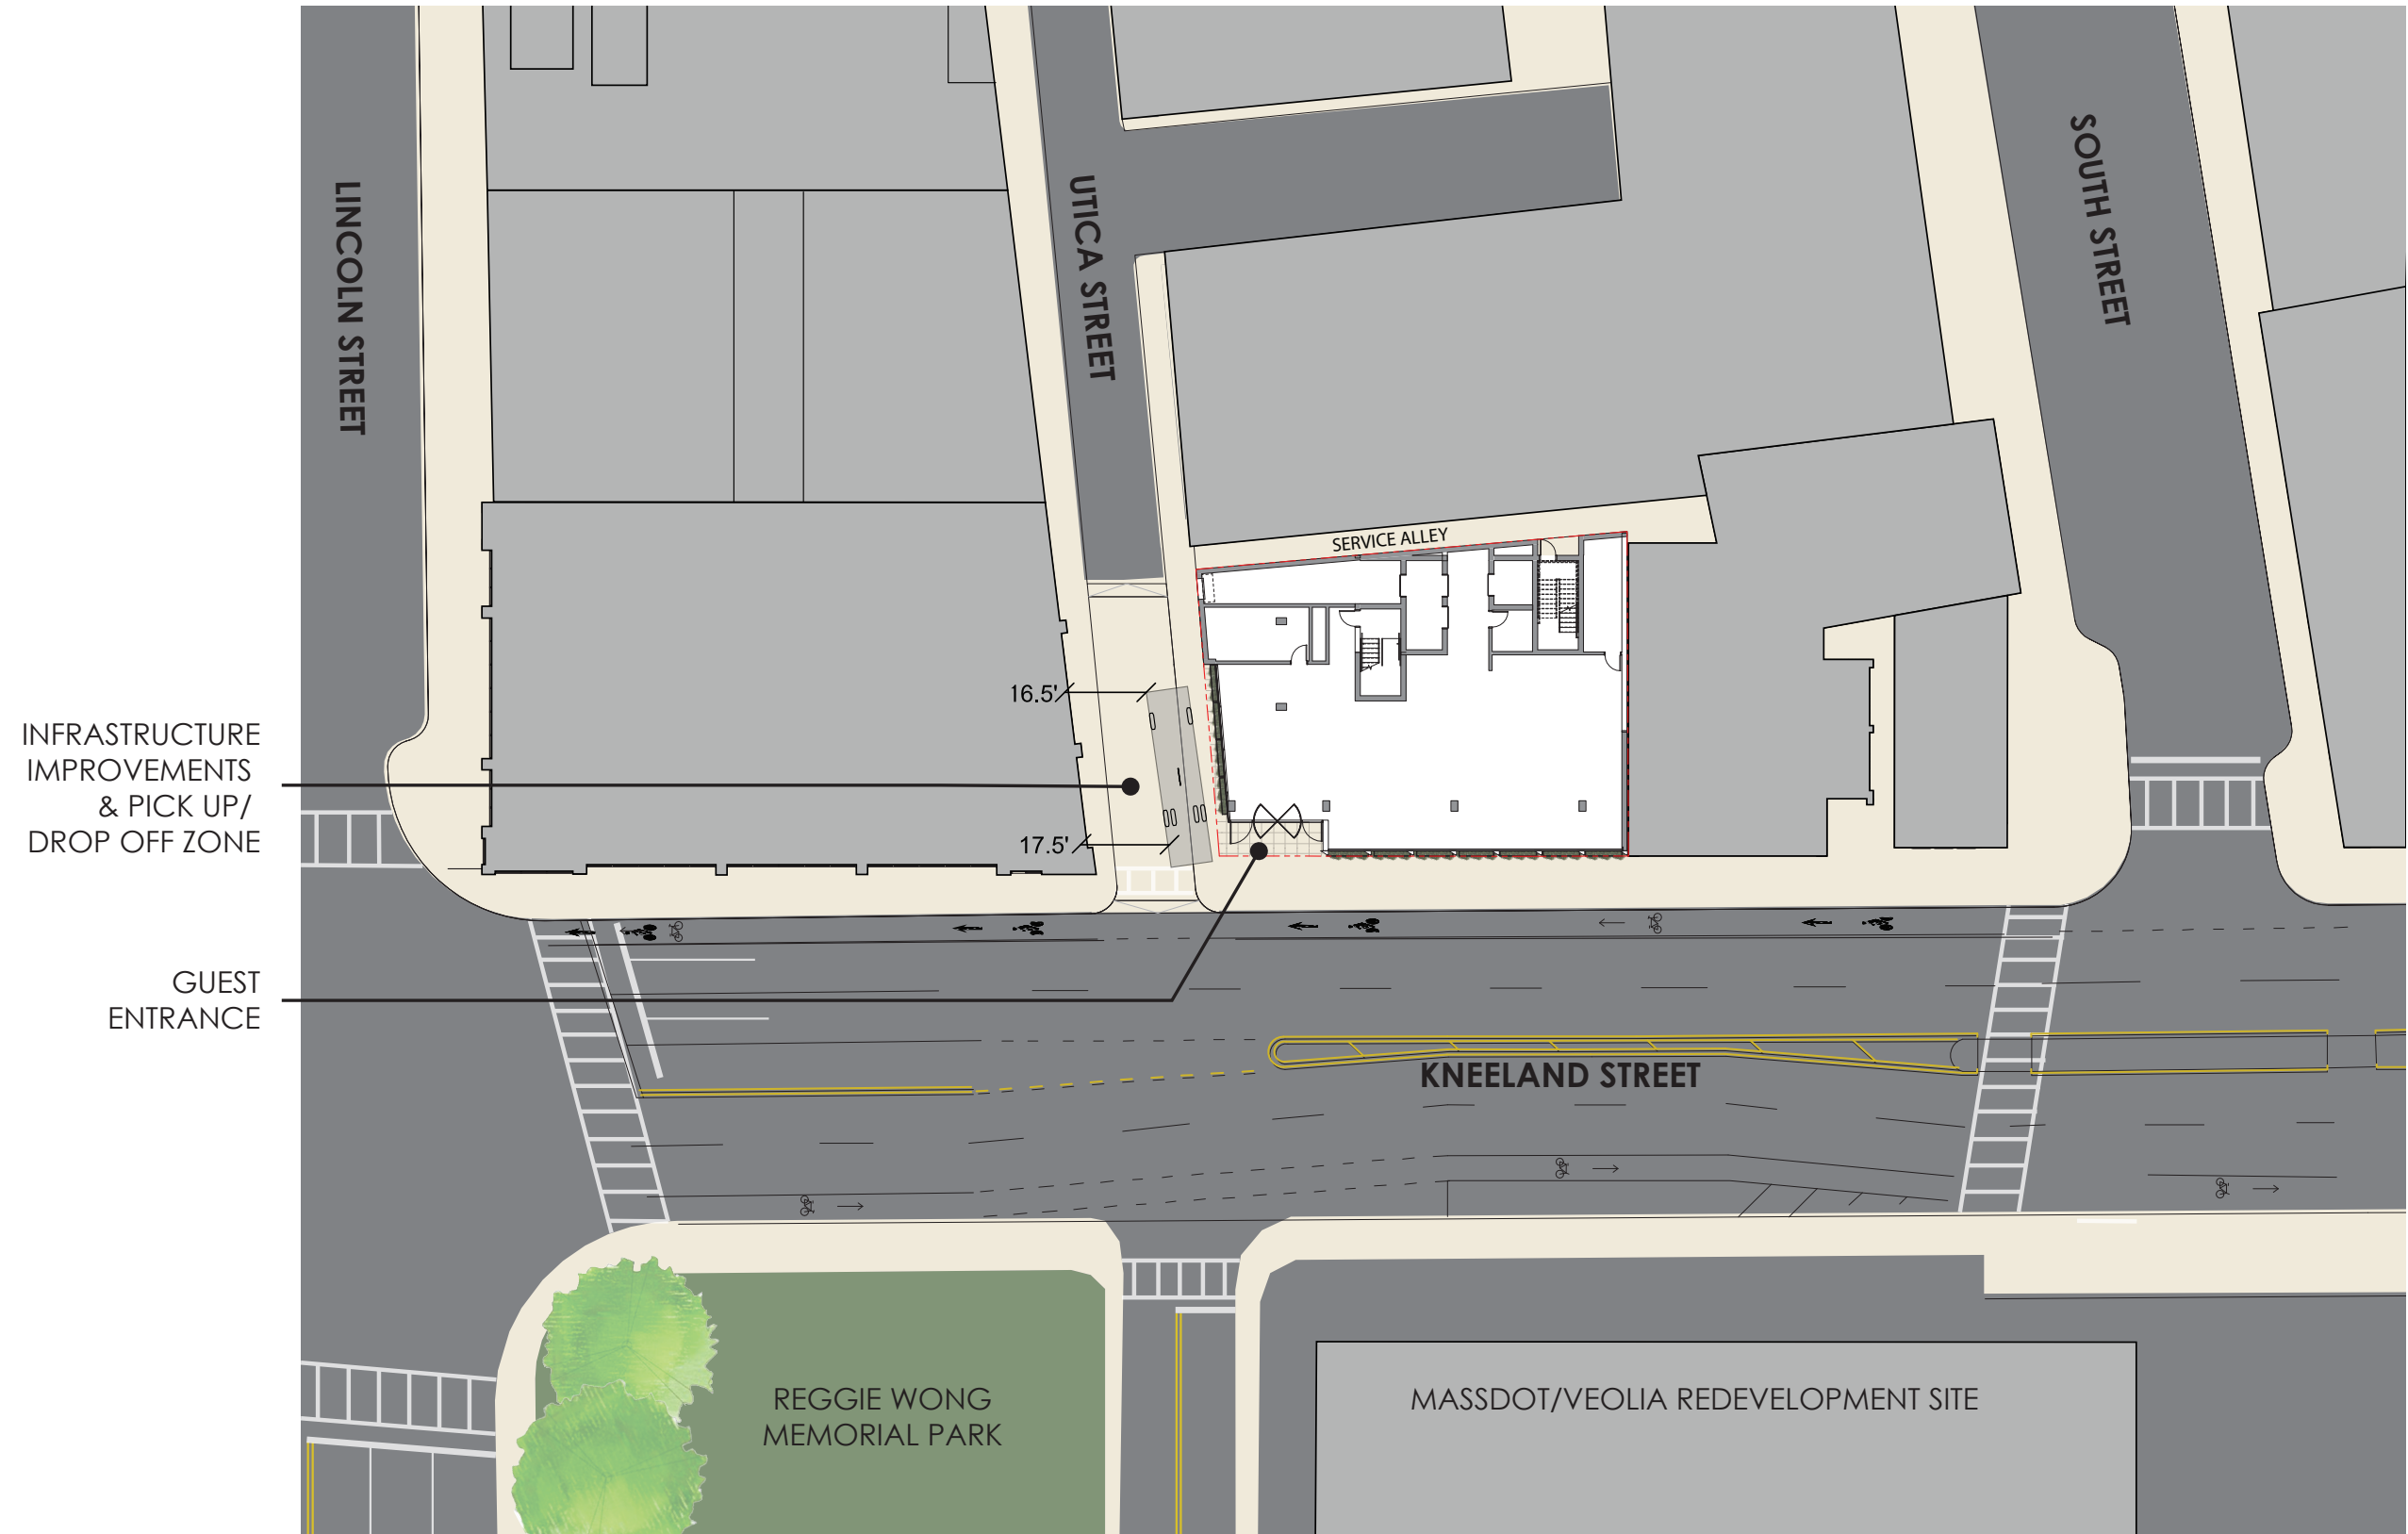 LINCOLN STREET
UTICA STREET
SOUTH STREET
SERVICE ALLEY
16.5'
17.5'
INFRASTRUCTURE
IMPROVEMENTS
& PICK UP/
DROP OFF ZONE
GUEST
ENTRANCE
KNEELAND STREET
REGGIE WONG
MEMORIAL PARK
MASSDOT/VEOLIA REDEVELOPMENT SITE